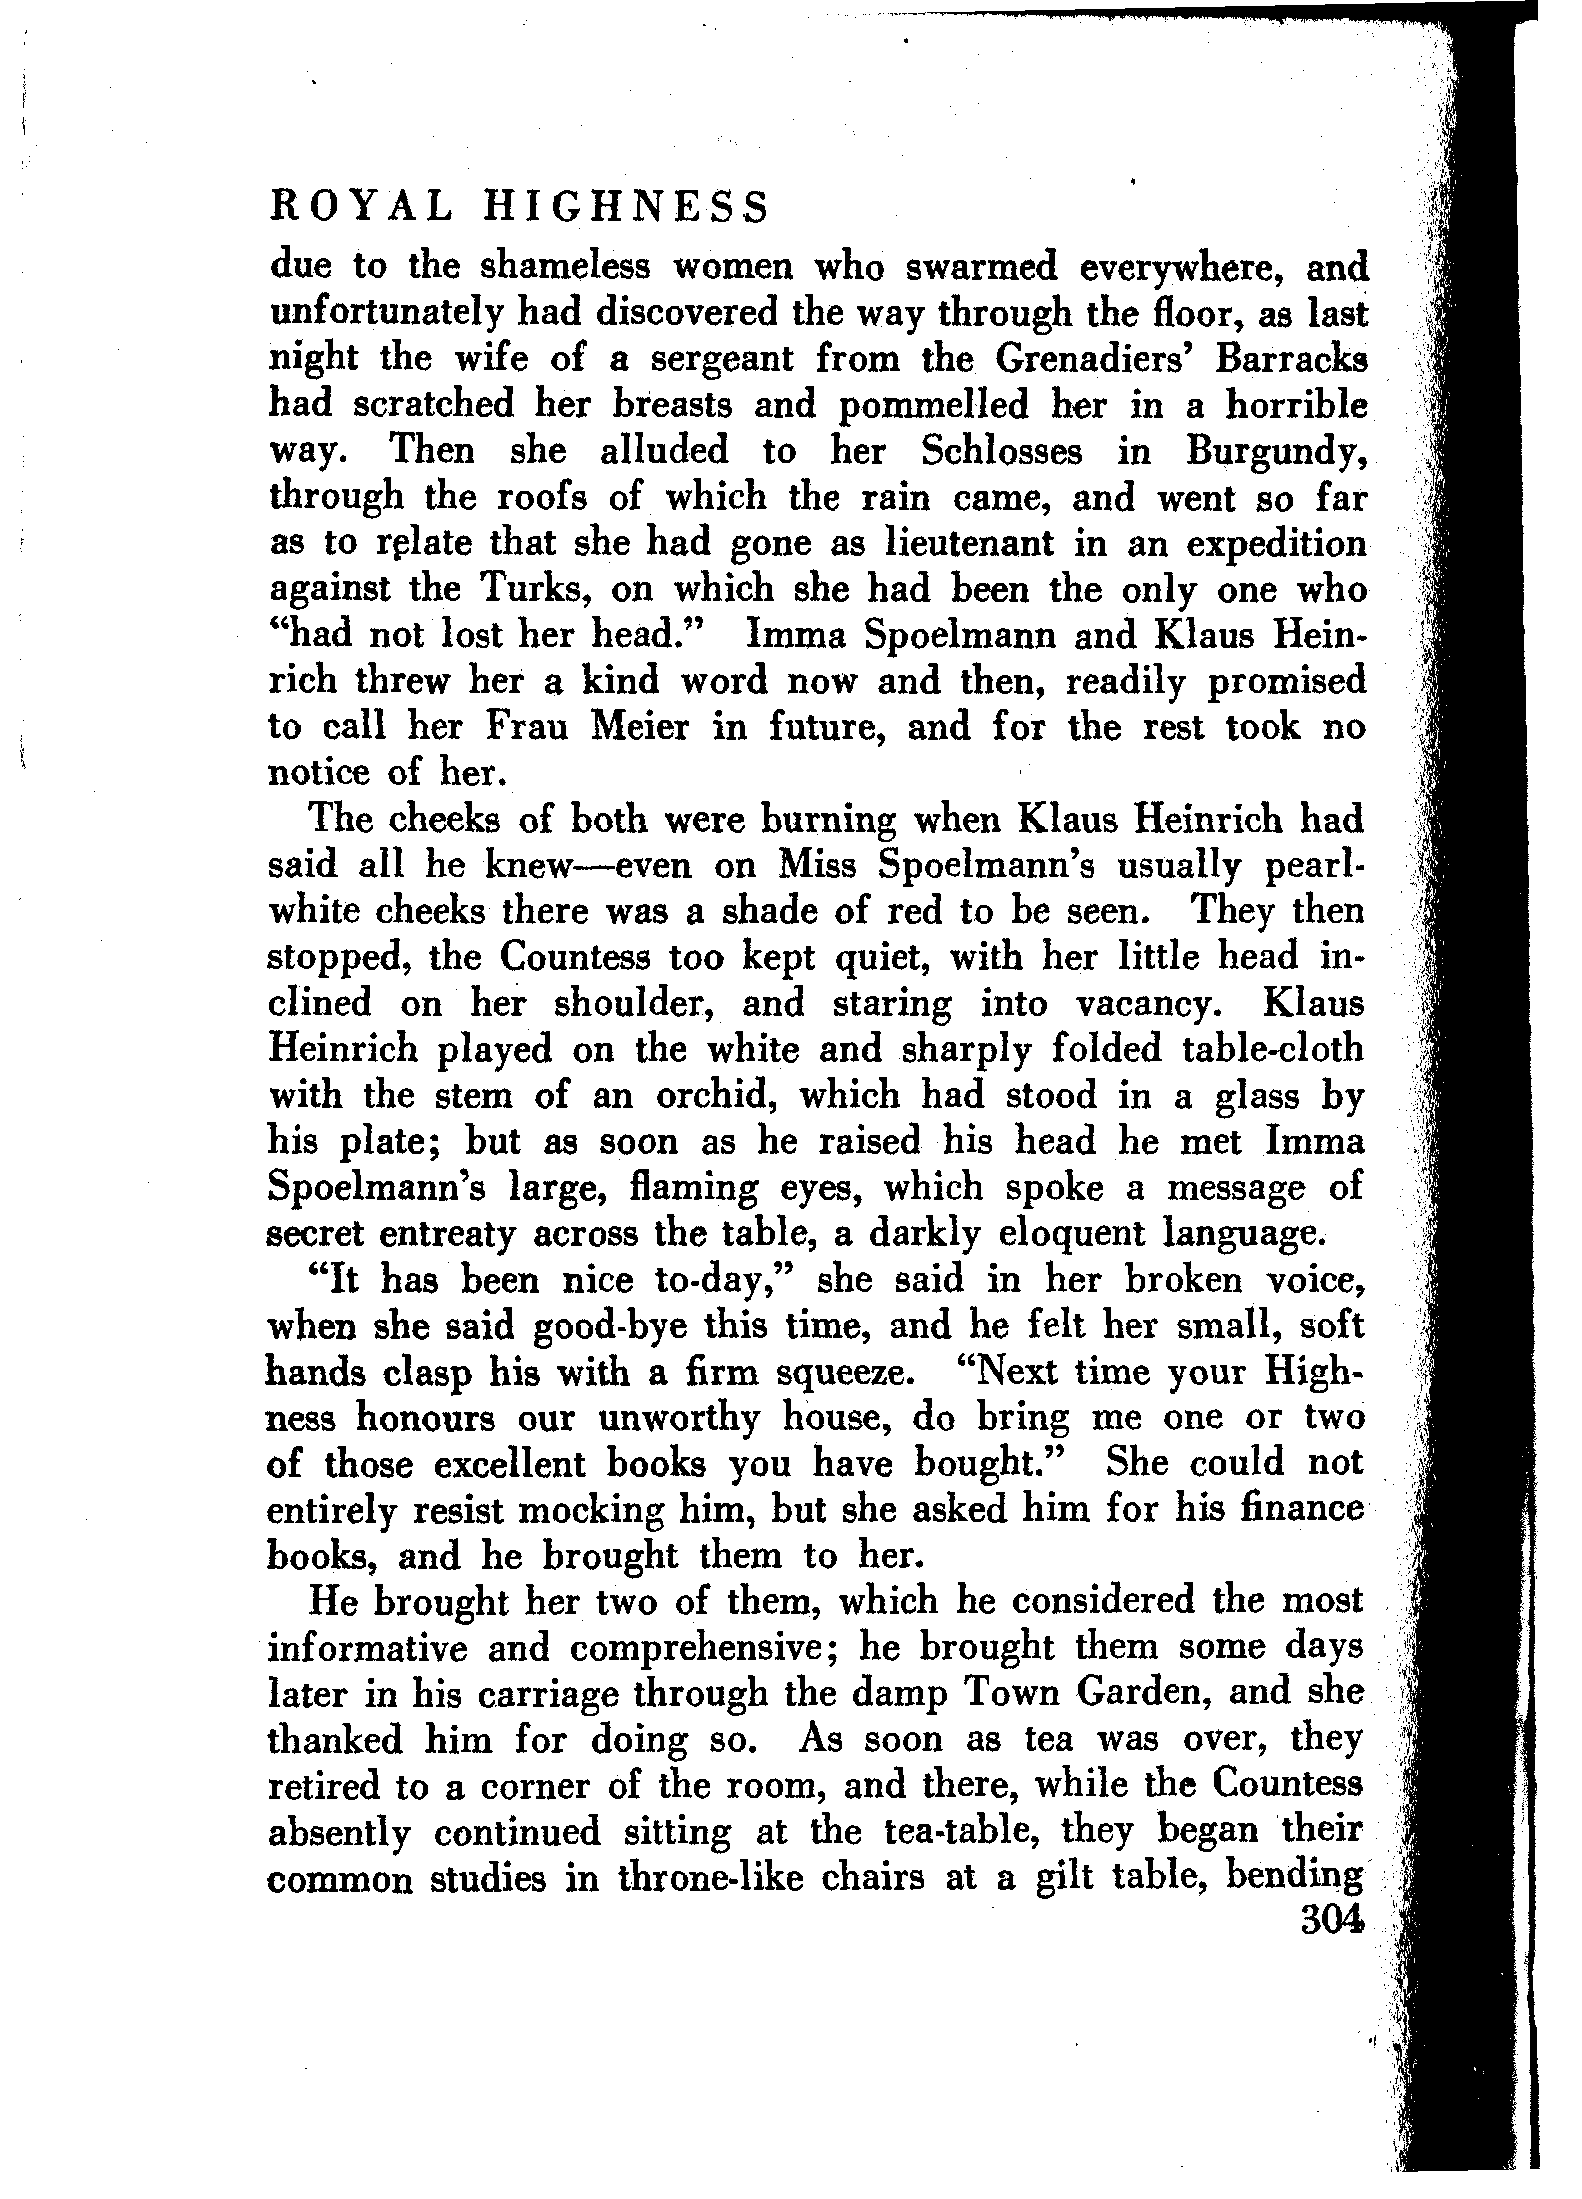 ROYAL HIGHNESS
due to the shameless women who swarmed everywhere, and
unfortunately had discovered the way through the floor, as last
night the wife of a sergeant from the Grenadiers’ Barracks
had scratched her breasts and pommelled her in a horrible
way. Then she alluded to her Schlosses in Burgundy,
through the roofs of which the rain came, and went so far
as to relate that she had gone as lieutenant in an expedition
against the Turks, on which she had been the only one who
“had not lost her head.” Imma Spoelmann and Klaus Hein-
rich threw her a kind word now and then, readily promised
to call her Frau Meier in future, and for the rest took no
notice of her.
The cheeks of both were burning when Klaus Heinrich had
said all he knew—even on Miss Spoelmann’s usually pearl-
white cheeks there was a shade of red to be seen. They then
stopped, the Countess too kept quiet, with her little head in-
clined on her shoulder, and staring into vacancy. Klaus
Heinrich played on the white and sharply folded table-cloth
with the stem of an orchid, which had stood in a glass by
his plate; but as soon as he raised his head he met Imma
Spoelmann’s large, flaming eyes, which spoke a message of
secret entreaty across the table, a darkly eloquent language.
“It has been nice to-day,” she said in her broken voice,
when she said good-bye this time, and he felt her small, soft
hands clasp his with a firm squeeze. “Next time your High-
ness honours our unworthy house, do bring me one or two
of those excellent books you have bought.” She could not
entirely resist mocking him, but she asked him for his finance
books, and he brought them to her.
He brought her two of them, which he considered the most
informative and comprehensive; he brought them some days
later in his carriage through the damp Town Garden, and she
thanked him for doing so. As soon as tea was over, they
retired to a corner of the room, and there, while the Countess
absently continued sitting at the tea-table, they began their
common studies in throne-like chairs at a gilt table, bending
304